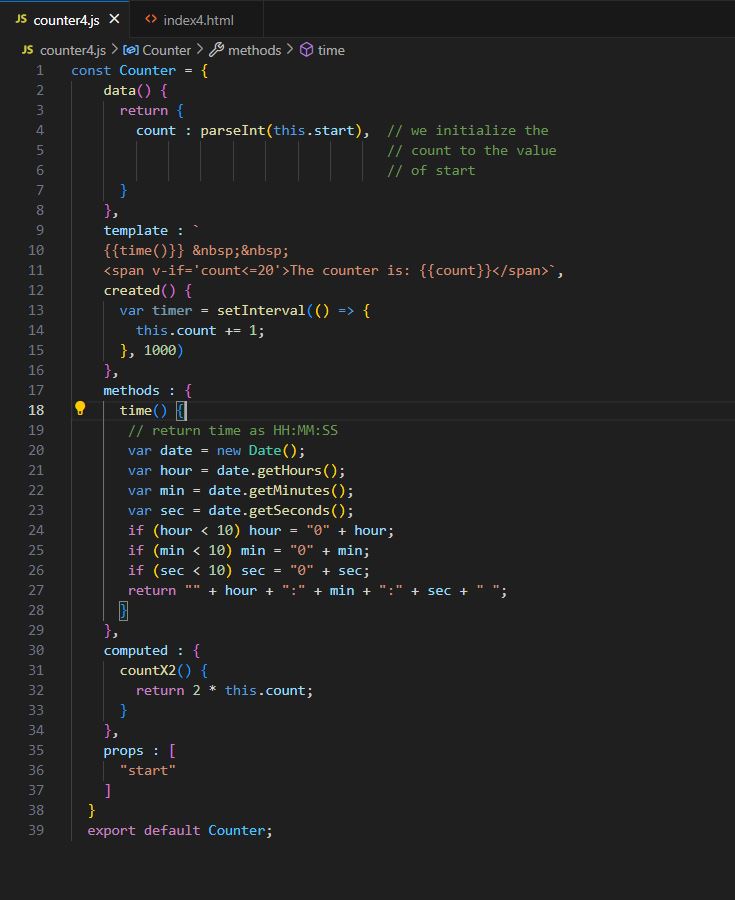 JS counter4.js × <> index4.html
JS counter4.js > Counter > methods > time
1 const Counter = {
2 data() {
3 return {
4 count : parseInt(this.start), // we initialize the
5 // count to the value
6 // of start
7 }
8 },
9 template : `
10 {{time()}} &nbsp;&nbsp;
11 <span v-if='count<=20'>The counter is: {{count}}</span>`,
12 created() {
13 var timer = setInterval(() => {
14 this.count += 1;
15 }, 1000)
16 },
17 methods : {
18 time() {
19 // return time as HH:MM:SS
20 var date = new Date();
21 var hour = date.getHours();
22 var min = date.getMinutes();
23 var sec = date.getSeconds();
24 if (hour < 10) hour = "0" + hour;
25 if (min < 10) min = "0" + min;
26 if (sec < 10) sec = "0" + sec;
27 return "" + hour + ":" + min + ":" + sec + " ";
28 }
29 },
30 computed : {
31 countX2() {
32 return 2 * this.count;
33 }
34 },
35 props : [
36 "start"
37 ]
38 }
39 export default Counter;